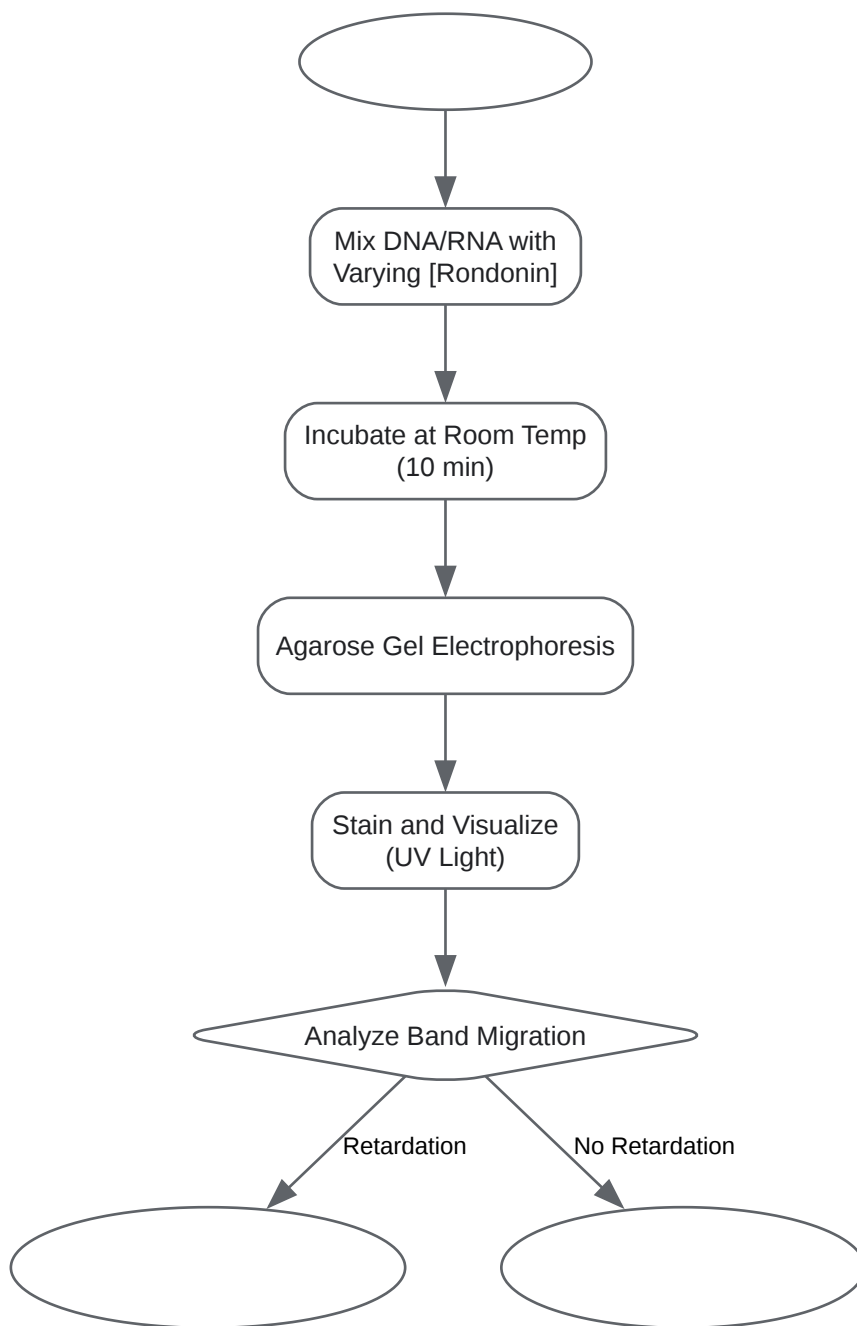 Mix DNA/RNA with
Varying [Rondonin]
Incubate at Room Temp
(10 min)
Agarose Gel Electrophoresis
Stain and Visualize
(UV Light)
Analyze Band Migration
Retardation
No Retardation